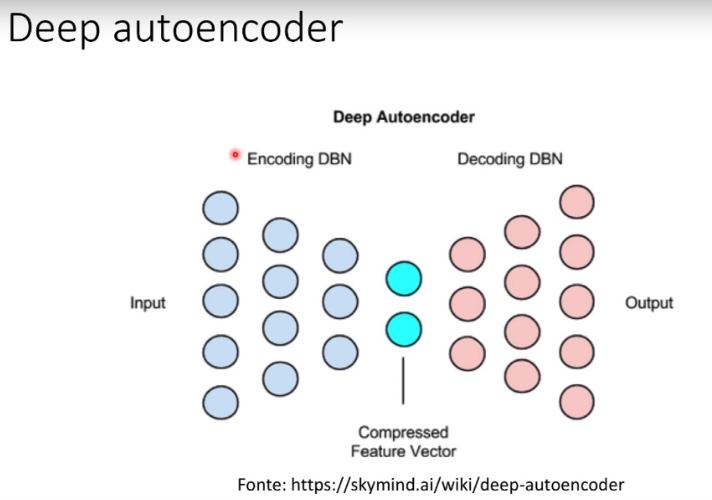 Deep autoencoder
Deep Autoencoder
Encoding DBN
Decoding DBN
Input
Output
Compressed
Feature Vector
Fonte: https://skymind.ai/wiki/deep-autoencoder